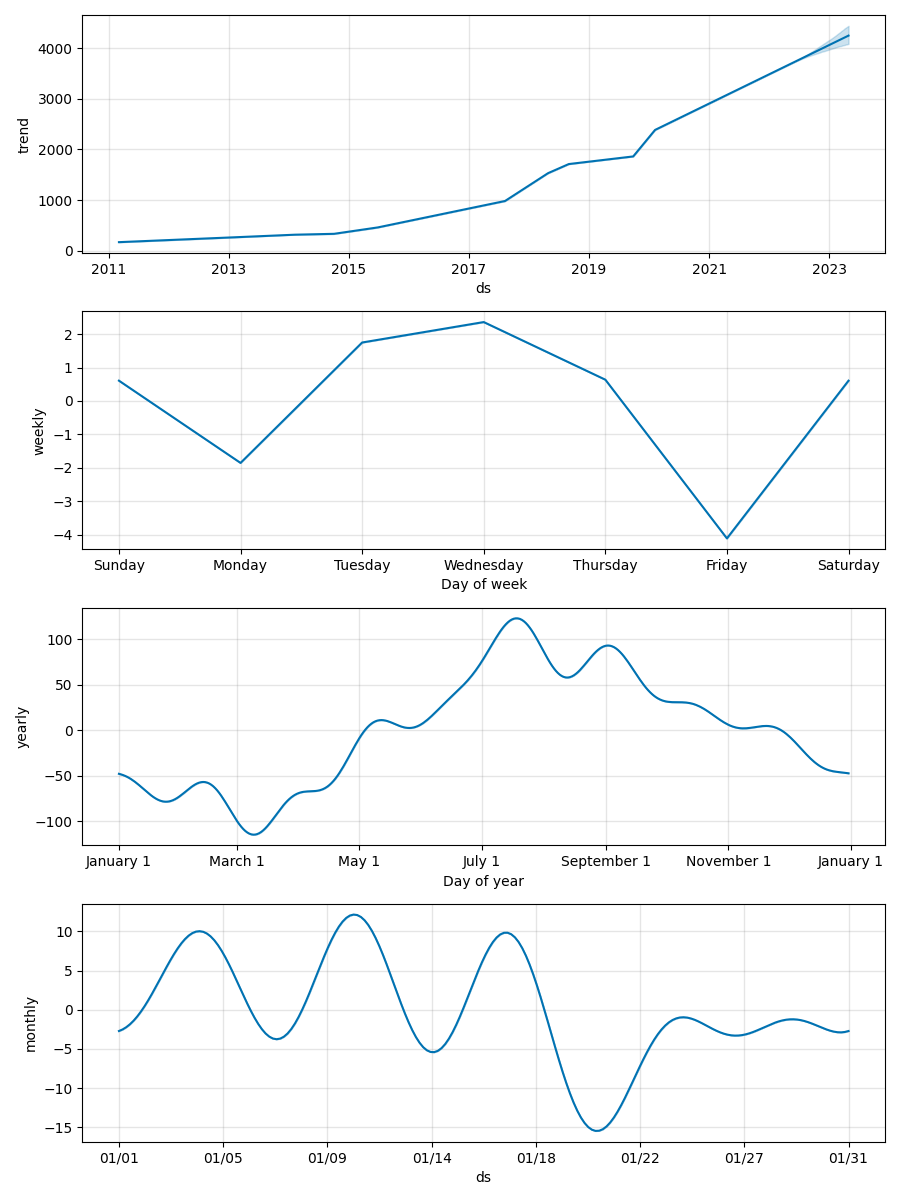 4000
3000
2000
1000
0
trend
2011 2013 2015 2017 2019 2021 2023
ds
2
1
0
−1
−2
−3
−4
weekly
Sunday Monday Tuesday Wednesday Thursday Friday Saturday
Day of week
100
50
0
−50
−100
yearly
January 1 March 1 May 1 July 1 September 1 November 1 January 1
Day of year
10
5
0
−5
−10
−15
monthly
01/01 01/05 01/09 01/14 01/18 01/22 01/27 01/31
ds